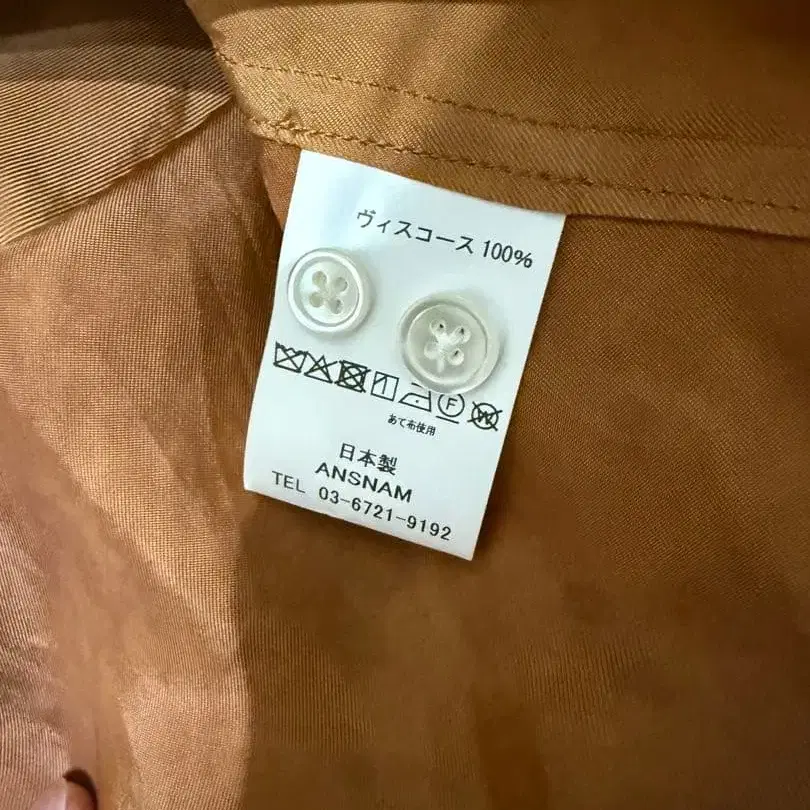 ヴィスコース 100%
F W
あて布使用
日本製
ANSNAM
TEL 03-6721-9192